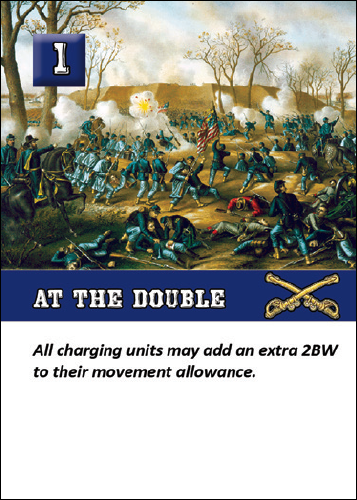 1
AT THE DOUBLE
All charging units may add an extra 2BW
to their movement allowance.